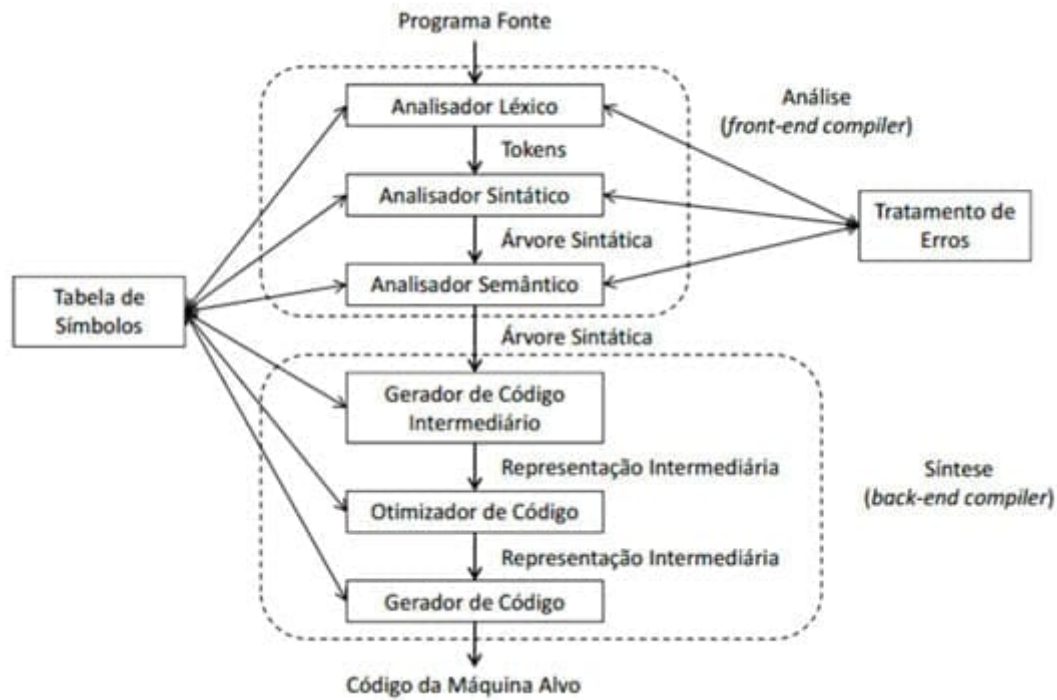 Programa Fonte
Analisador Léxico
Análise
(front-end compiler)
Tokens
Analisador Sintático
Tratamento de
Erros
Árvore Sintática
Analisador Semântico
Tabela de
Símbolos
Árvore Sintática
Gerador de Código
Intermediário
Representação Intermediária
Síntese
(back-end compiler)
Otimizador de Código
Representação Intermediária
Gerador de Código
Código da Máquina Alvo